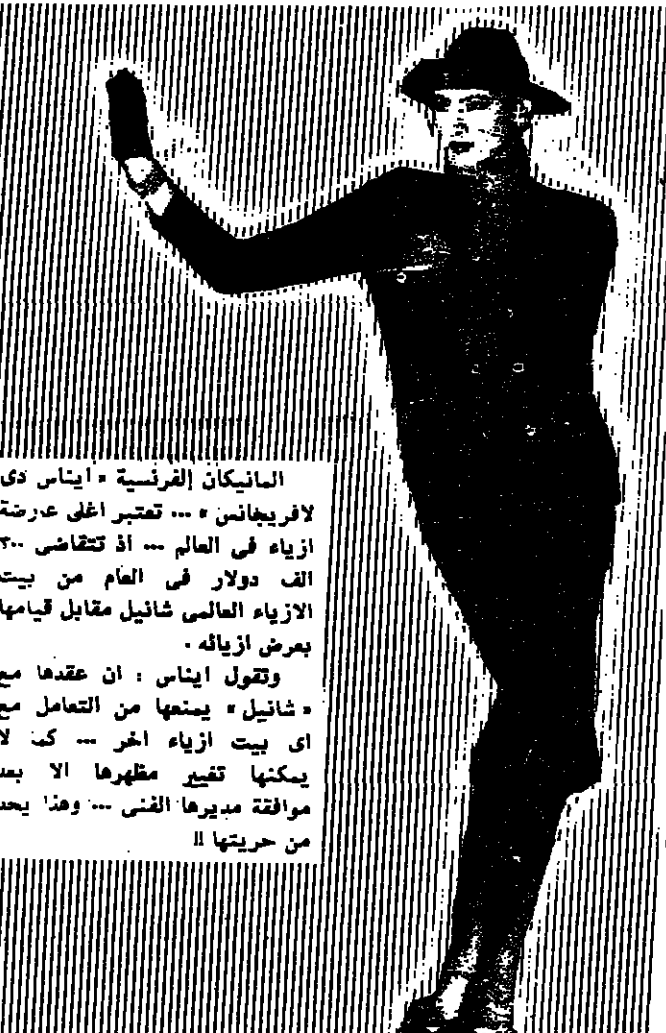 المانيكان الفرنسية « ايناس دى
لافريجانس » ... تعتبر اغلى عارضة
ازياء فى العالم ... اذ تتقاضى
الف دولار فى العام من بيت
الازياء العالمى شانيل مقابل قيامها
بعرض ازيائه .
وتقول ايناس : ان عقدها مع
« شانيل » يمنعها من التعامل مع
اى بيت ازياء اخر ... كما لا
يمكنها تغيير مظهرها الا بعد
موافقة مديرها الفنى ... وهذا يحد
من حريتها !!